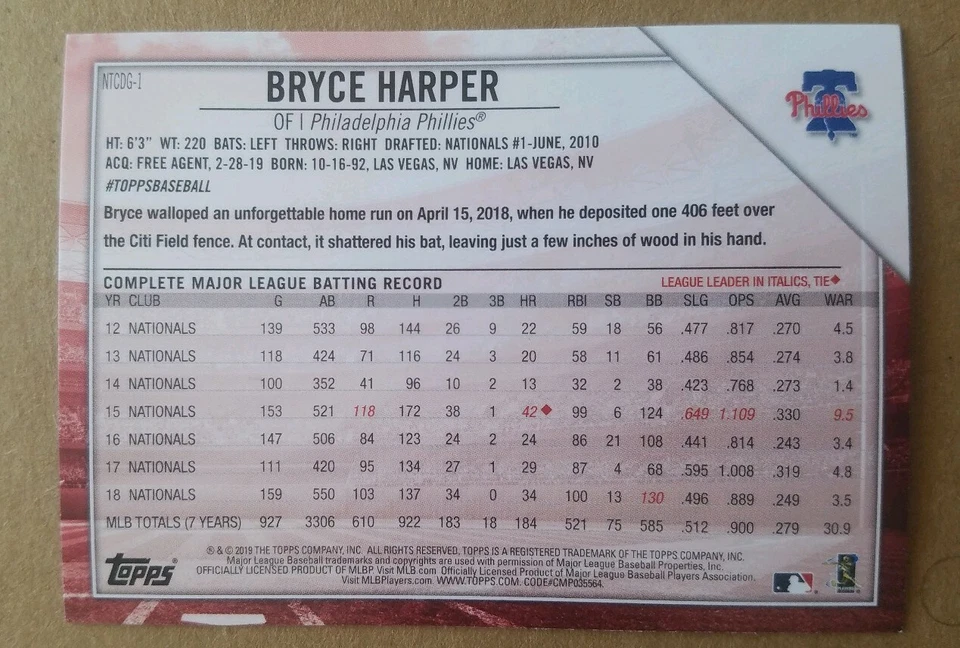 NTCDG-1
BRYCE HARPER
Phillies
OF | Philadelphia Phillies®
HT: 6'3" WT: 220 BATS: LEFT THROWS: RIGHT DRAFTED: NATIONALS #1-JUNE, 2010
ACQ: FREE AGENT, 2-28-19 BORN: 10-16-92, LAS VEGAS, NV HOME: LAS VEGAS, NV
#TOPPSBASEBALL
Bryce walloped an unforgettable home run on April 15, 2018, when he deposited one 406 feet over
the Citi Field fence. At contact, it shattered his bat, leaving just a few inches of wood in his hand.
COMPLETE MAJOR LEAGUE BATTING RECORD LEAGUE LEADER IN ITALICS, TIE◆
YR CLUB G AB R H 2B 3B HR RBI SB BB SLG OPS AVG WAR
12 NATIONALS 139 533 98 144 26 9 22 59 18 56 .477 .817 .270 4.5
13 NATIONALS 118 424 71 116 24 3 20 58 11 61 .486 .854 .274 3.8
14 NATIONALS 100 352 41 96 10 2 13 32 2 38 .423 .768 .273 1.4
15 NATIONALS 153 521 118 172 38 1 42◆ 99 6 124 .649 1.109 .330 9.5
16 NATIONALS 147 506 84 123 24 2 24 86 21 108 .441 .814 .243 3.4
17 NATIONALS 111 420 95 134 27 1 29 87 4 68 .595 1.008 .319 4.8
18 NATIONALS 159 550 103 137 34 0 34 100 13 130 .496 .889 .249 3.5
MLB TOTALS (7 YEARS) 927 3306 610 922 183 18 184 521 75 585 .512 .900 .279 30.9
Topps®
® & © 2019 THE TOPPS COMPANY, INC. ALL RIGHTS RESERVED. TOPPS IS A REGISTERED TRADEMARK OF THE TOPPS COMPANY, INC.
Major League Baseball trademarks and copyrights are used with permission of Major League Baseball Properties, Inc.
OFFICIALLY LICENSED PRODUCT OF MLBP Visit MLB.com Officially Licensed Product of Major League Baseball Players Association.
Visit MLBPlayers.com. WWW.TOPPS.COM. CODE#CMP035564.